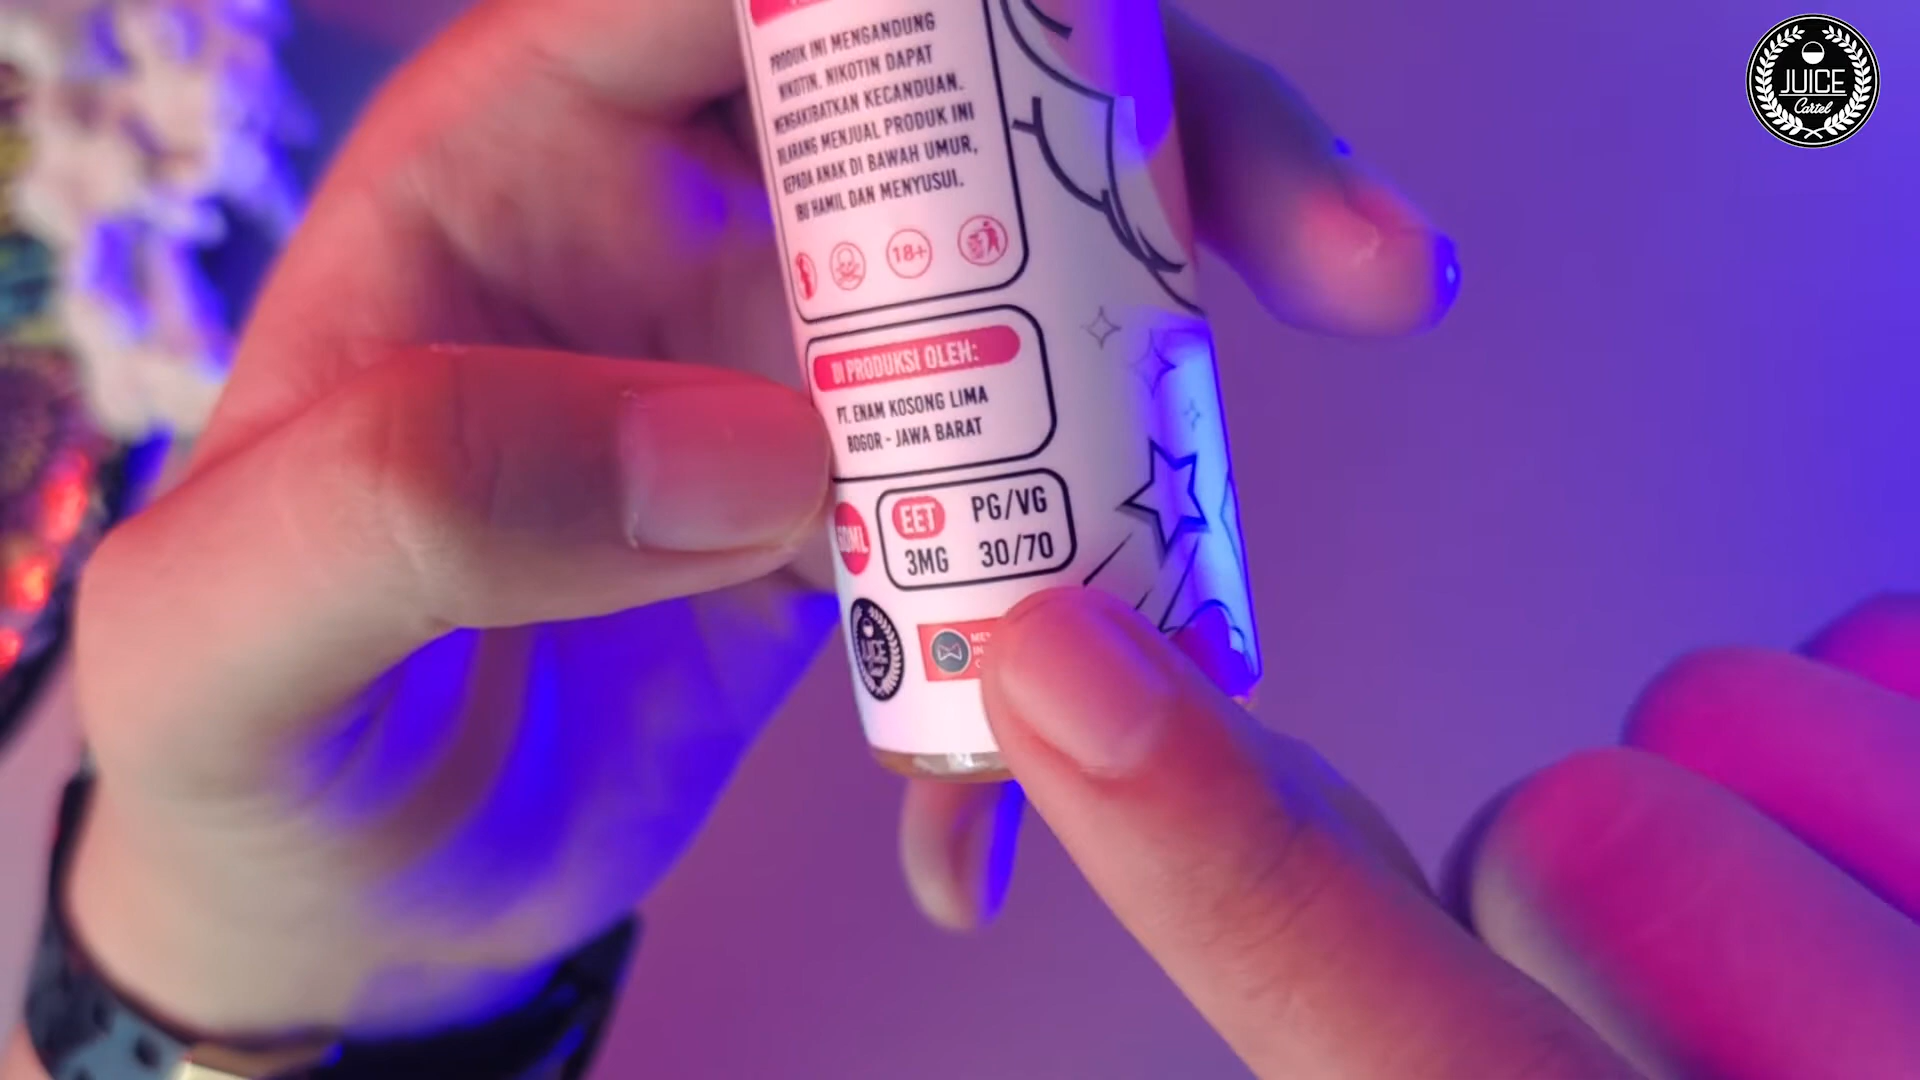 PRODUK INI MENGANDUNG
NIKOTIN. NIKOTIN DAPAT
MENGAKIBATKAN KECANDUAN.
DILARANG MENJUAL PRODUK INI
KEPADA ANAK DI BAWAH UMUR,
IBU HAMIL DAN MENYUSUI.
18+
DI PRODUKSI OLEH:
PT. ENAM KOSONG LIMA
BOGOR - JAWA BARAT
EET PG/VG
60ML 3MG 30/70
JUICE
JUICE
Cartel